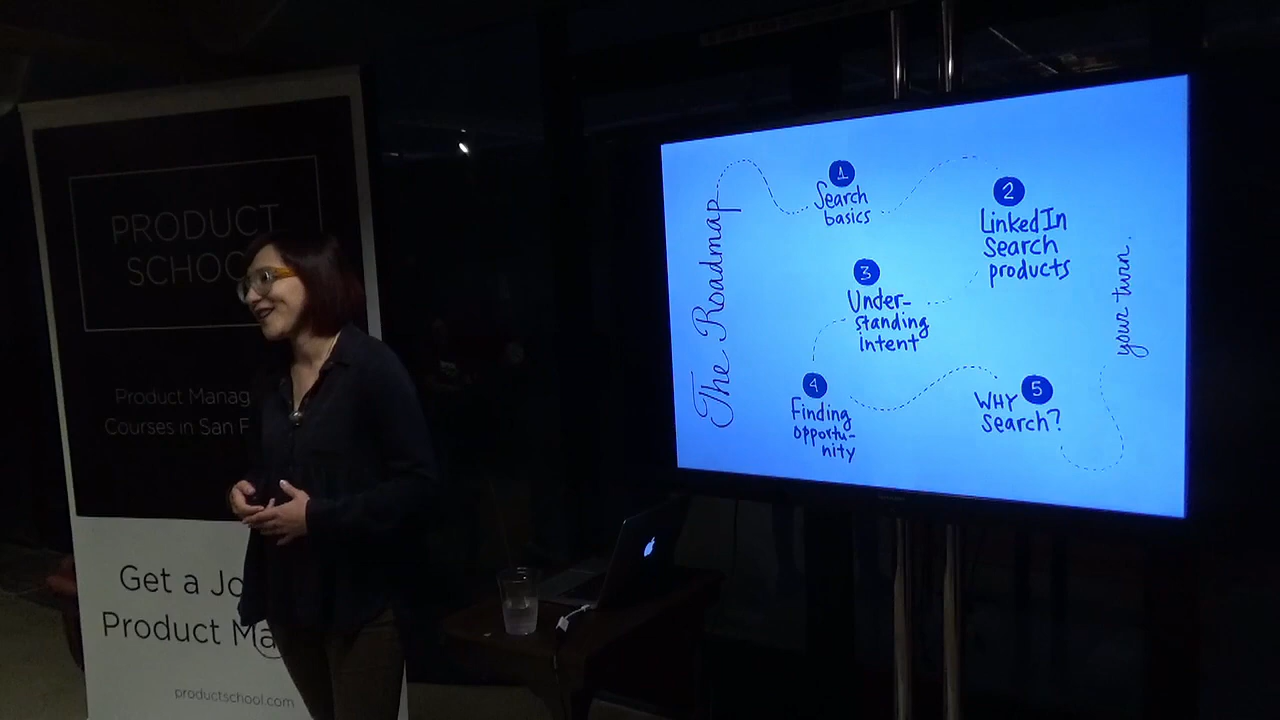 PRODUCT
SCHOO
Product Manag
Courses in San F
Get a Jo
Product Ma
productschool.com
The Roadmap
1
Search
basics
2
LinkedIn
Search
products
3
Under-
standing
intent
4
Finding
opportu-
nity
5
WHY
Search?
your turn.